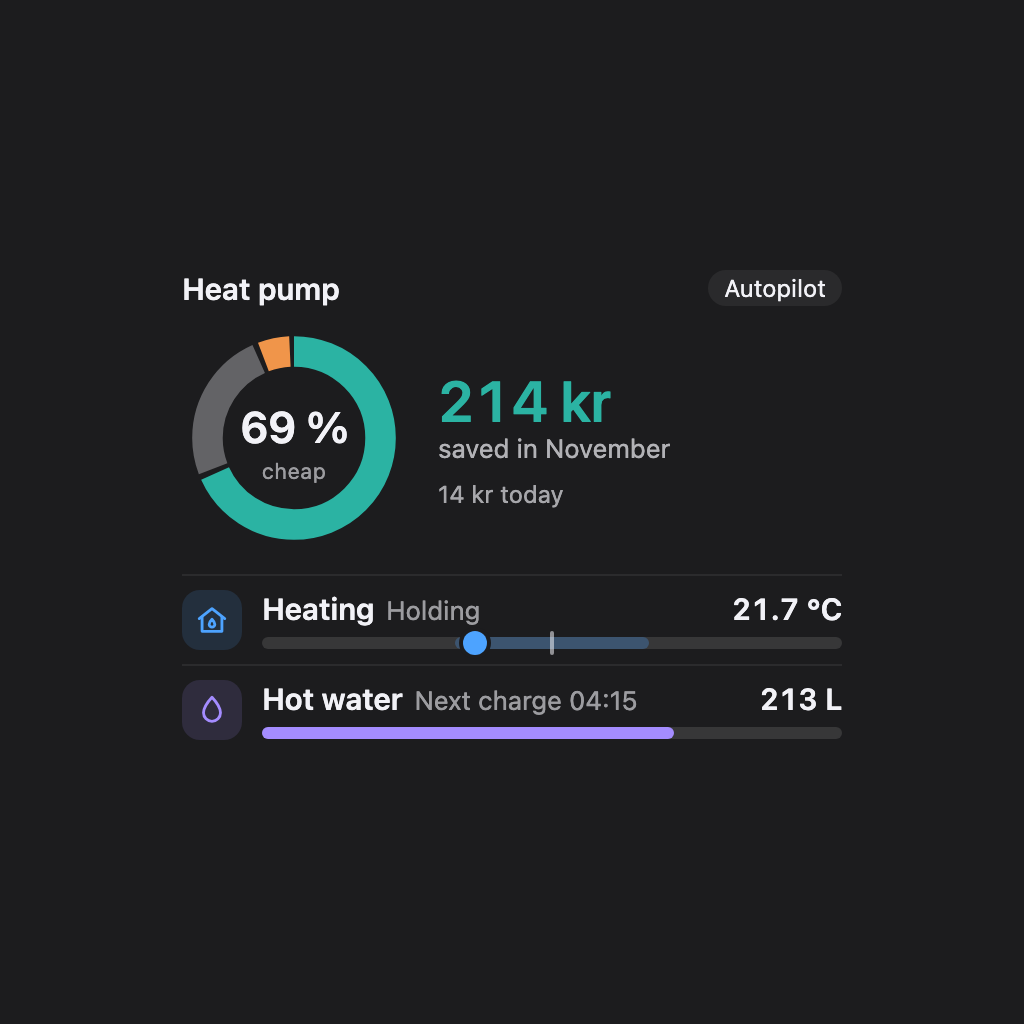 Heat pump
Autopilot
69 %
cheap
214 kr
saved in November
14 kr today
Heating Holding 21.7 °C
Hot water Next charge 04:15 213 L